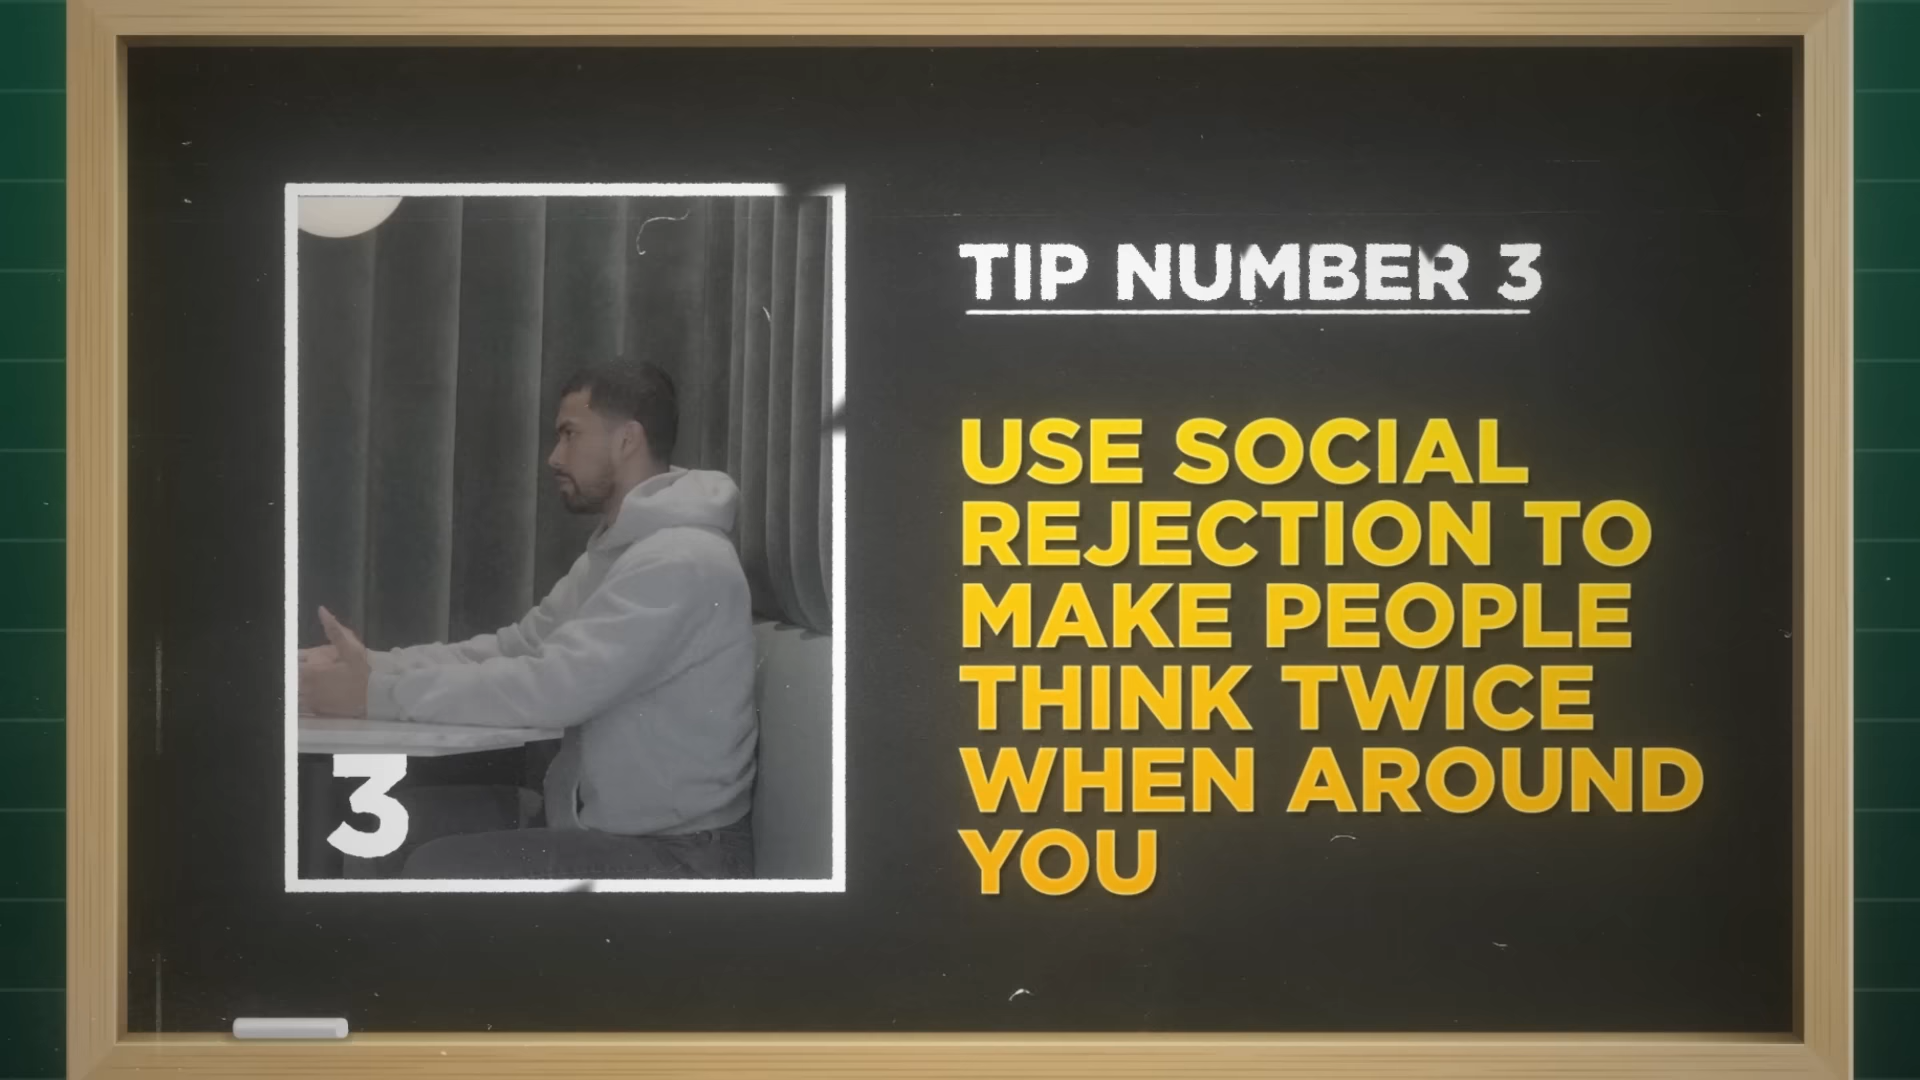 TIP NUMBER 3
USE SOCIAL
REJECTION TO
MAKE PEOPLE
THINK TWICE
WHEN AROUND
YOU
3